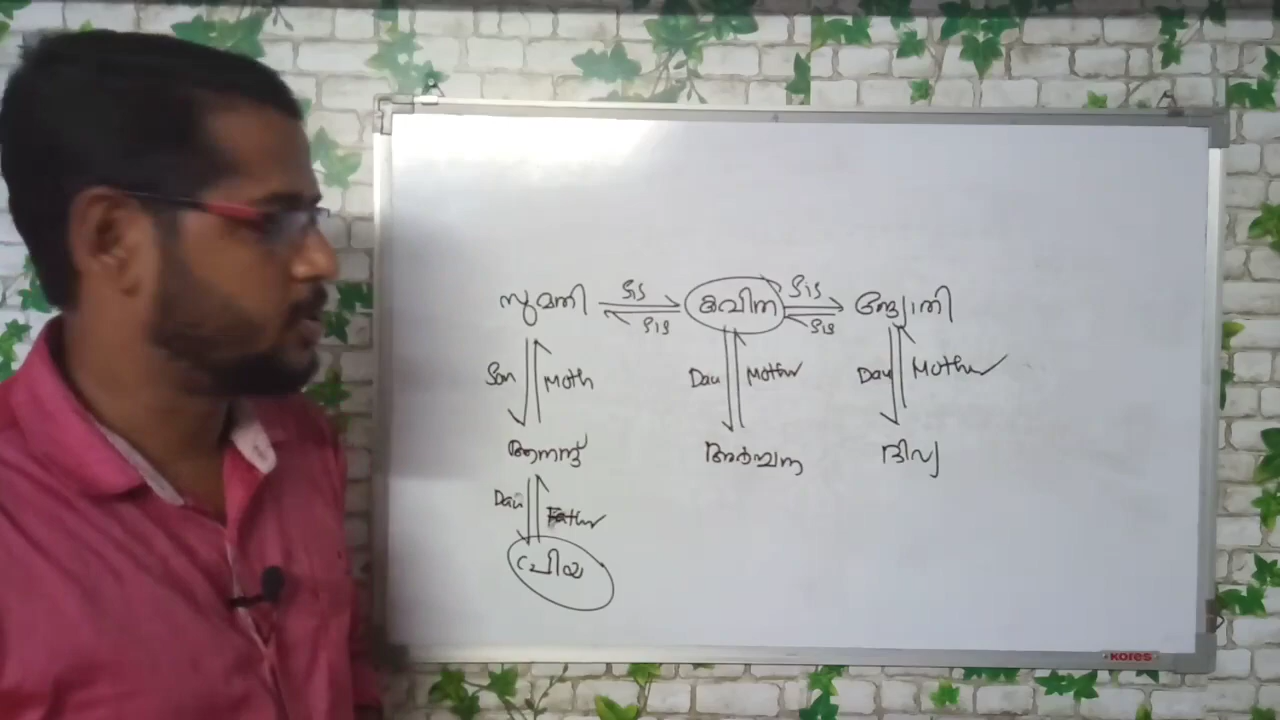 സുമതി Sis Sis കവിത Sis Sis ജ്യോതി
Son Moth Dau Mother Dau Mother
ആനന്ദ് അർച്ചന ദിവ്യ
Dau Father
പ്രിയ
KORES